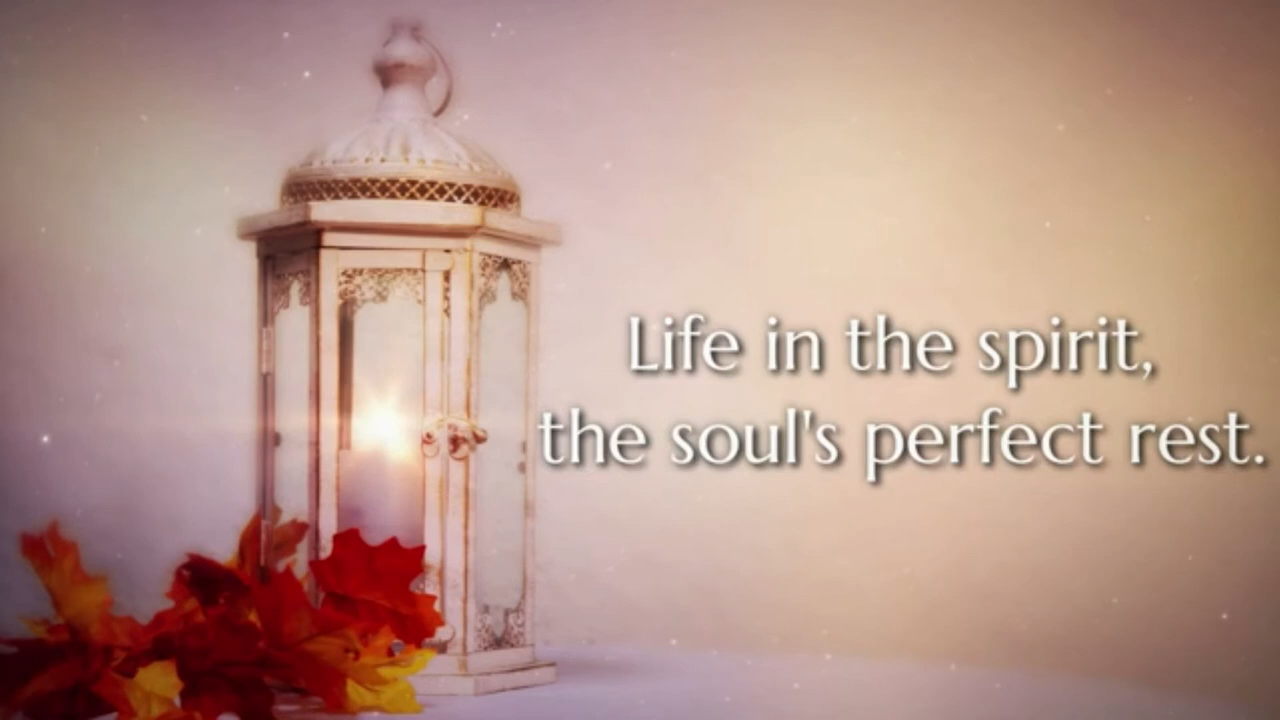 Life in the spirit,
the soul's perfect rest.